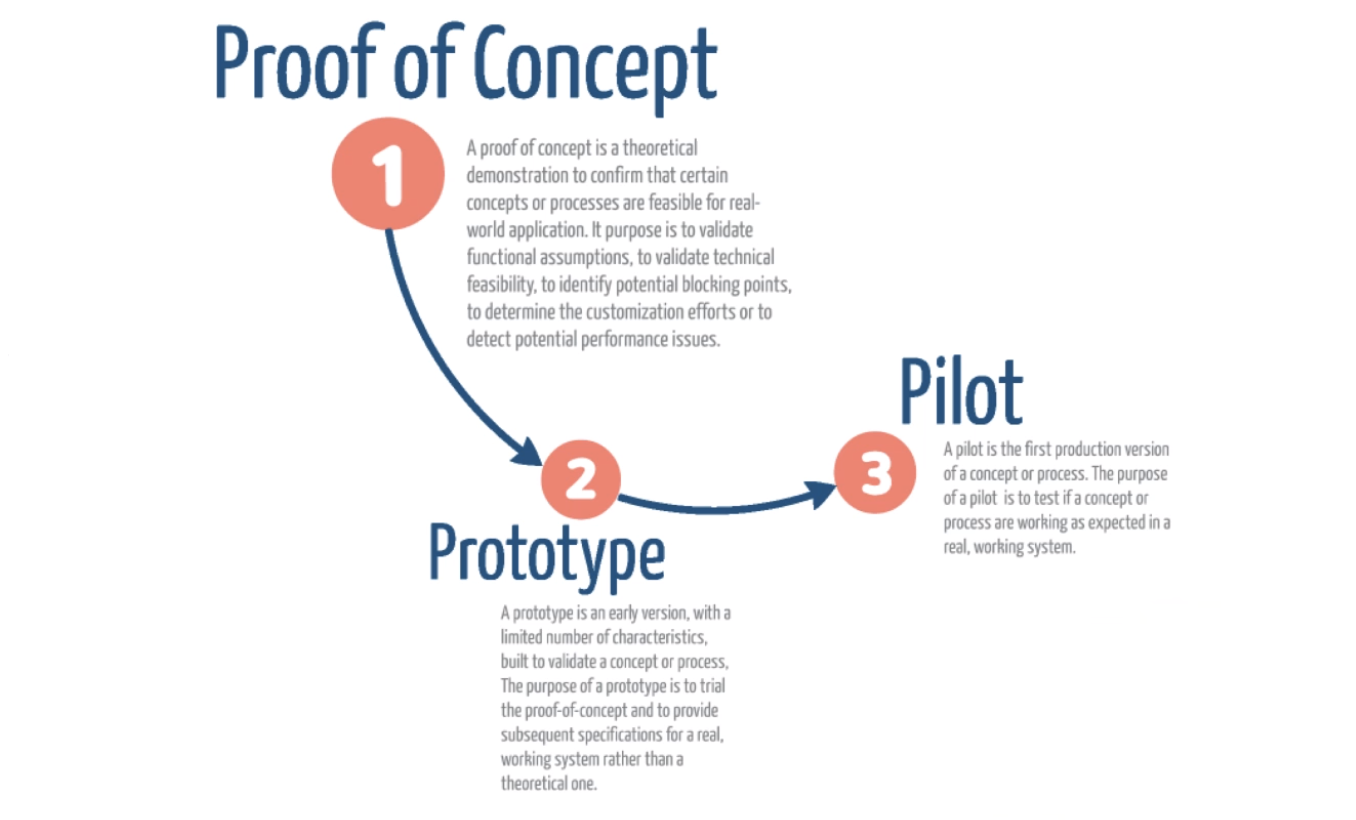 Proof of Concept
1
A proof of concept is a theoretical
demonstration to confirm that certain
concepts or processes are feasible for real-
world application. It purpose is to validate
functional assumptions, to validate technical
feasibility, to identify potential blocking points,
to determine the customization efforts or to
detect potential performance issues.
2
Prototype
A prototype is an early version, with a
limited number of characteristics,
built to validate a concept or process,
The purpose of a prototype is to trial
the proof-of-concept and to provide
subsequent specifications for a real,
working system rather than a
theoretical one.
Pilot
3
A pilot is the first production version
of a concept or process. The purpose
of a pilot is to test if a concept or
process are working as expected in a
real, working system.